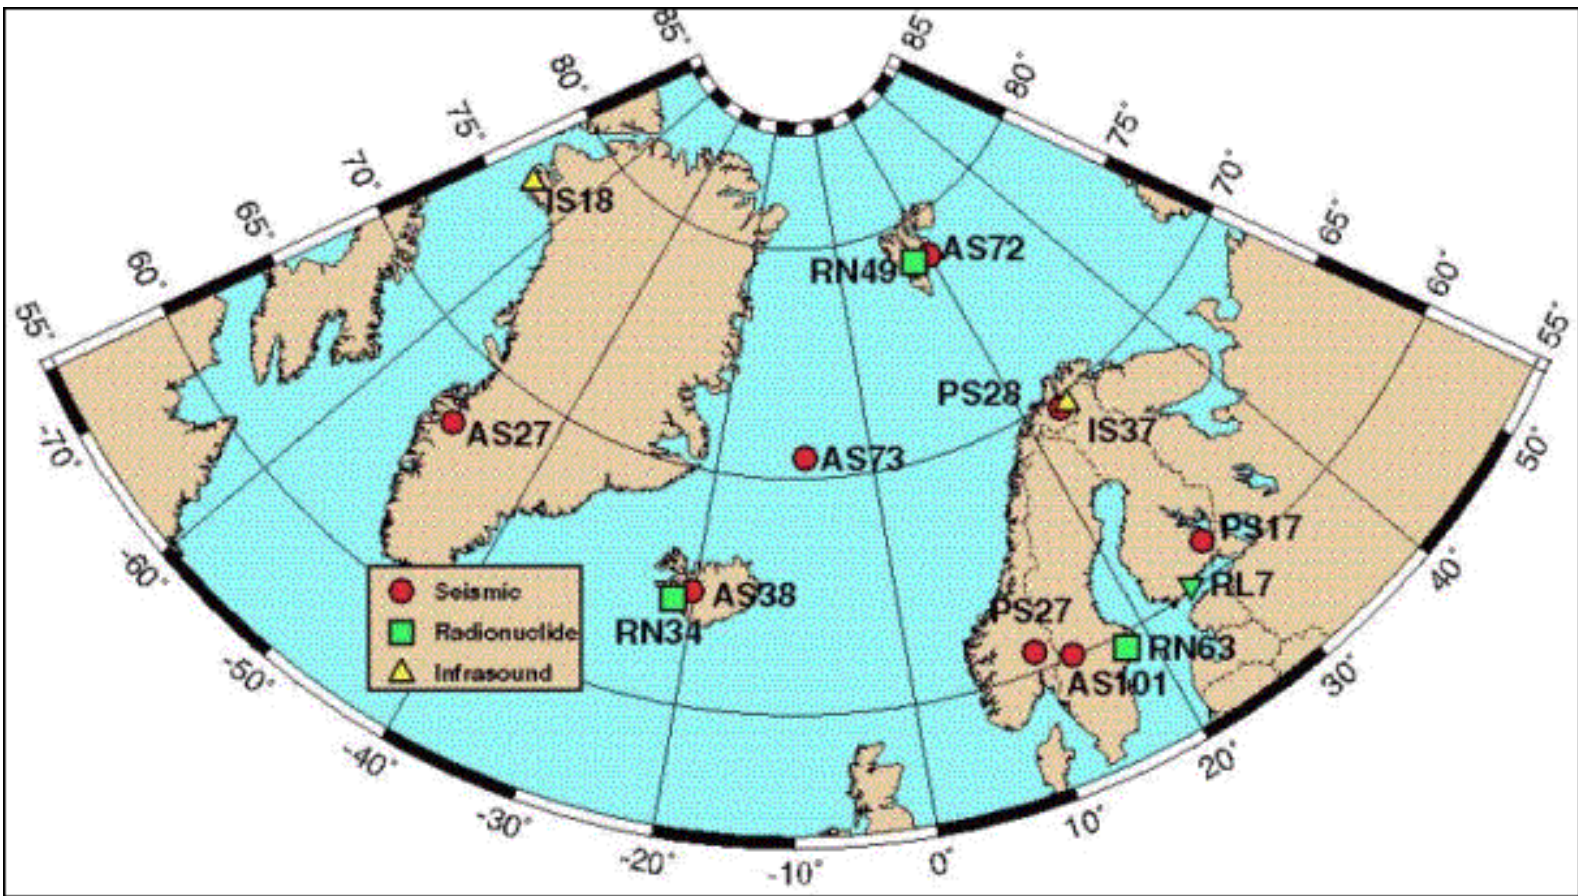 85°
85
80°
80°
75°
75°
70°
70°
65°
65°
60°
60°
55°
55°
IS18
AS72
RN49
PS28
IS37
AS27
AS73
PS17
RL7
AS38
RN34
PS27
RN63
AS101
Seismic
Radionuclide
Infrasound
-70°
-60°
-50°
-40°
-30°
-20°
-10°
0°
10°
20°
30°
40°
50°